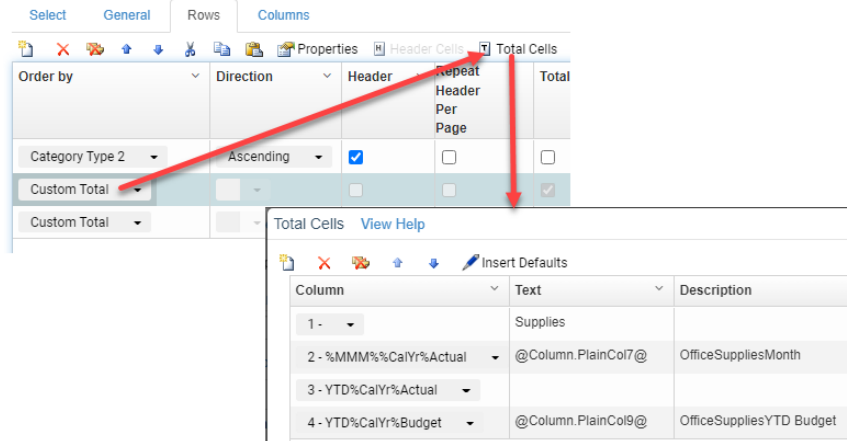 Select General Rows Columns
Properties Header Cells Total Cells
Order by Direction Header Repeat Header Per Page Total
Category Type 2 Ascending
Custom Total
Custom Total
Total Cells View Help
Insert Defaults
Column Text Description
1 - Supplies
2 - %MMM%%CalYr%Actual @Column.PlainCol7@ OfficeSuppliesMonth
3 - YTD%CalYr%Actual
4 - YTD%CalYr%Budget @Column.PlainCol9@ OfficeSuppliesYTD Budget